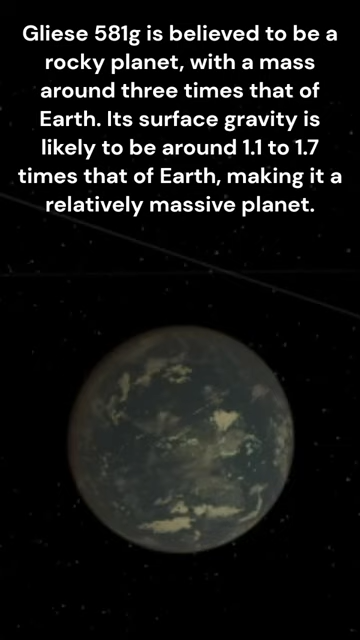 Gliese 581g is believed to be a
rocky planet, with a mass
around three times that of
Earth. Its surface gravity is
likely to be around 1.1 to 1.7
times that of Earth, making it a
relatively massive planet.